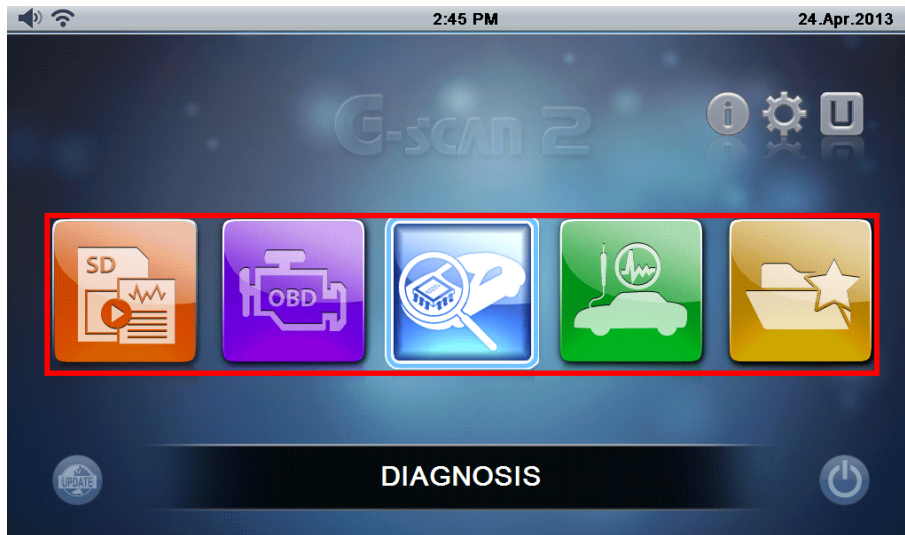 2:45 PM
24.Apr.2013
G-scan 2
i
U
SD
OBD
UPDATE
DIAGNOSIS